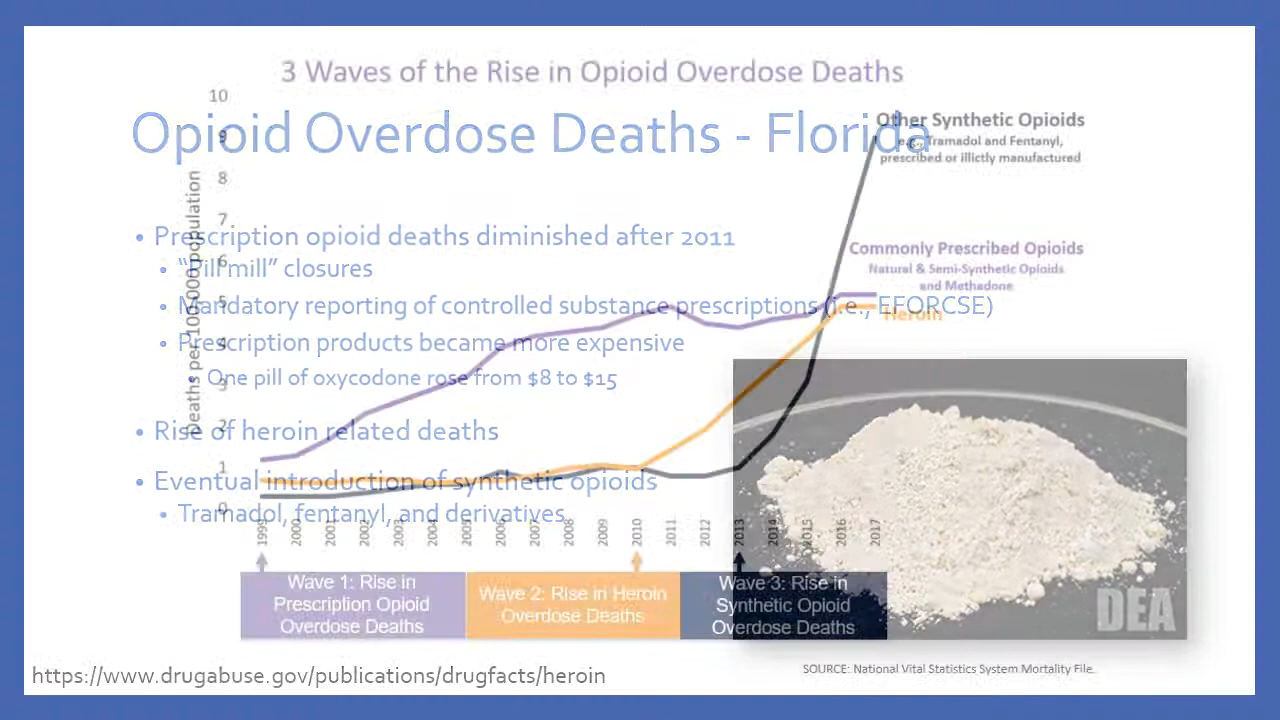 3 Waves of the Rise in Opioid Overdose Deaths
Opioid Overdose Deaths - Florida
• Prescription opioid deaths diminished after 2011
• “Pill mill” closures
• Mandatory reporting of controlled substance prescriptions (i.e., EFORCSE)
• Prescription products became more expensive
• One pill of oxycodone rose from $8 to $15
• Rise of heroin related deaths
• Eventual introduction of synthetic opioids
• Tramadol, fentanyl, and derivatives
Deaths per 100,000 population
10
9
8
7
6
5
4
3
2
1
0
Other Synthetic Opioids
e.g., Tramadol and Fentanyl,
prescribed or illictly manufactured
Commonly Prescribed Opioids
Natural & Semi-Synthetic Opioids
and Methadone
Heroin
1999 2000 2001 2002 2003 2004 2005 2006 2007 2008 2009 2010 2011 2012 2013 2014 2015 2016 2017
Wave 1: Rise in
Prescription Opioid
Overdose Deaths
Wave 2: Rise in Heroin
Overdose Deaths
Wave 3: Rise in
Synthetic Opioid
Overdose Deaths
DEA
SOURCE: National Vital Statistics System Mortality File.
https://www.drugabuse.gov/publications/drugfacts/heroin